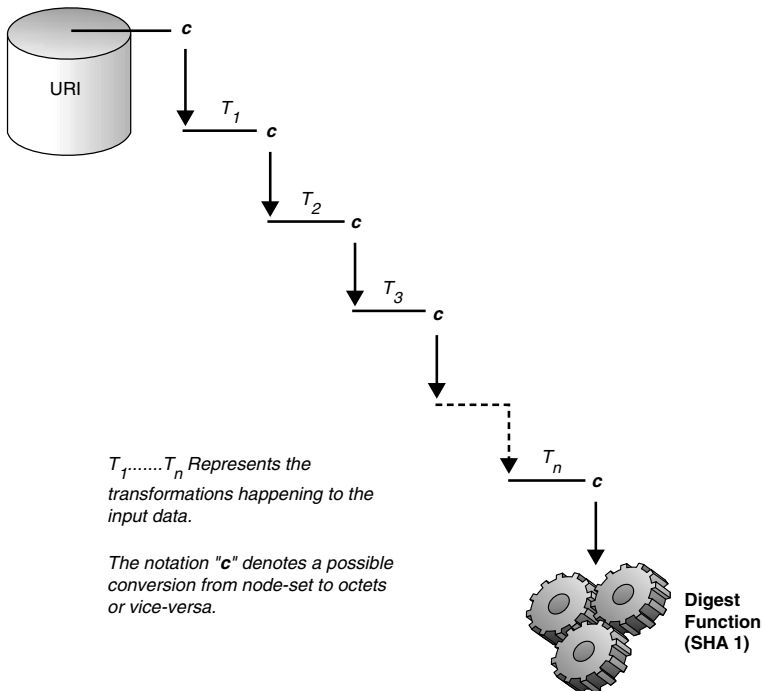 c
URI
T1
c
T2
c
T3
c
T1.......Tn Represents the
transformations happening to the
input data.
The notation "c" denotes a possible
conversion from node-set to octets
or vice-versa.
Tn
c
Digest
Function
(SHA 1)